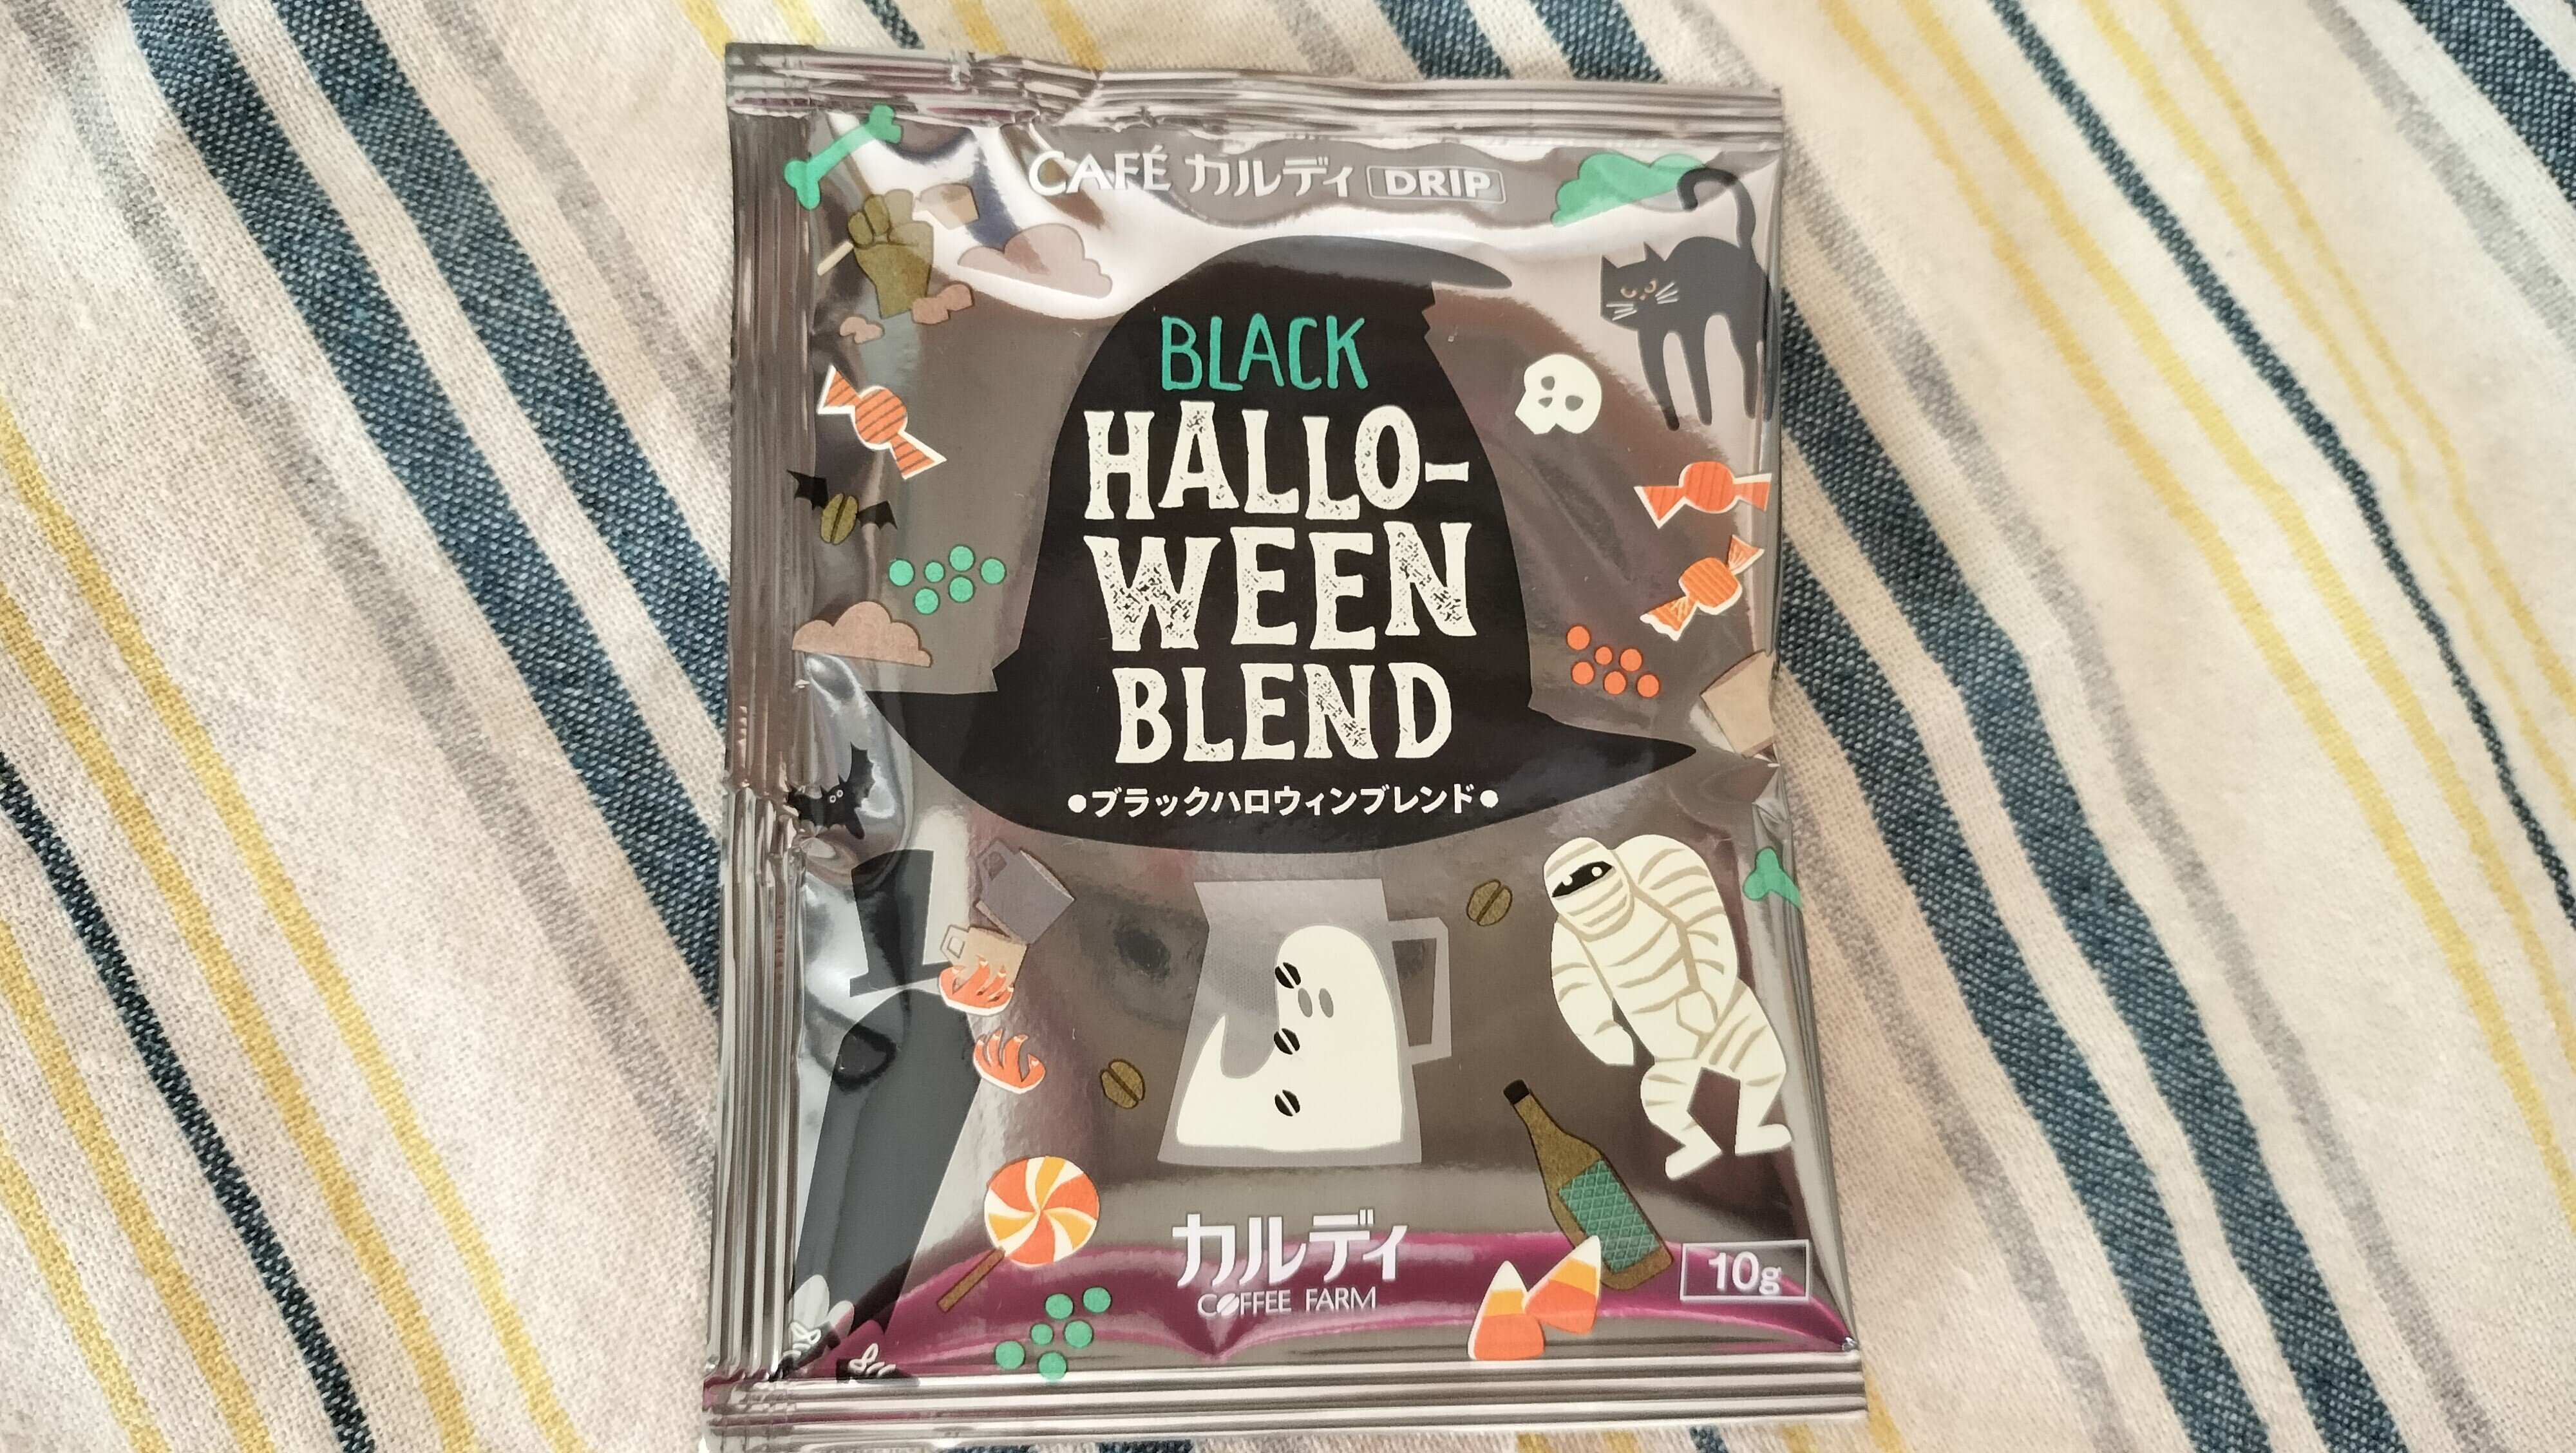 CAFÉ カルディ DRIP
BLACK
HALLO-
WEEN
BLEND
•ブラックハロウィンブレンド•
カルディ
COFFEE FARM
10g